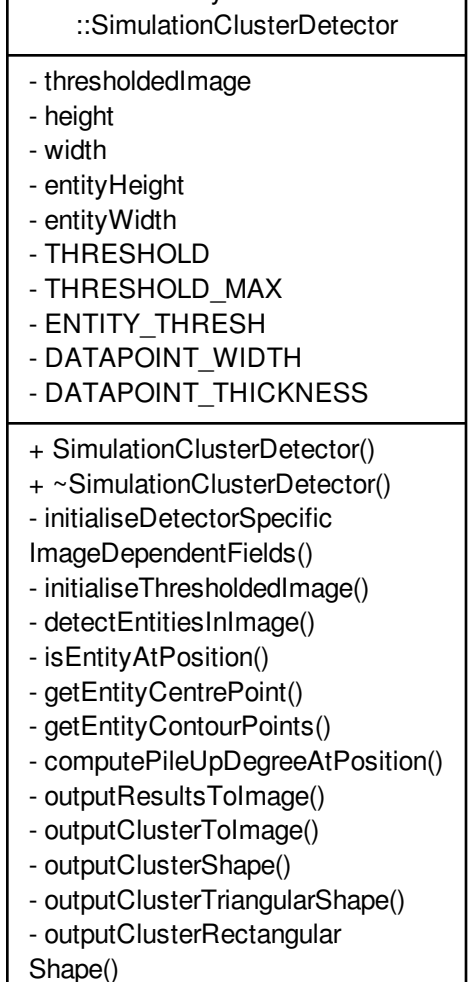 ::SimulationClusterDetector
- thresholdedImage
- height
- width
- entityHeight
- entityWidth
- THRESHOLD
- THRESHOLD_MAX
- ENTITY_THRESH
- DATAPOINT_WIDTH
- DATAPOINT_THICKNESS
+ SimulationClusterDetector()
+ ~SimulationClusterDetector()
- initialiseDetectorSpecific
ImageDependentFields()
- initialiseThresholdedImage()
- detectEntitiesInImage()
- isEntityAtPosition()
- getEntityCentrePoint()
- getEntityContourPoints()
- computePileUpDegreeAtPosition()
- outputResultsToImage()
- outputClusterToImage()
- outputClusterShape()
- outputClusterTriangularShape()
- outputClusterRectangular
Shape()